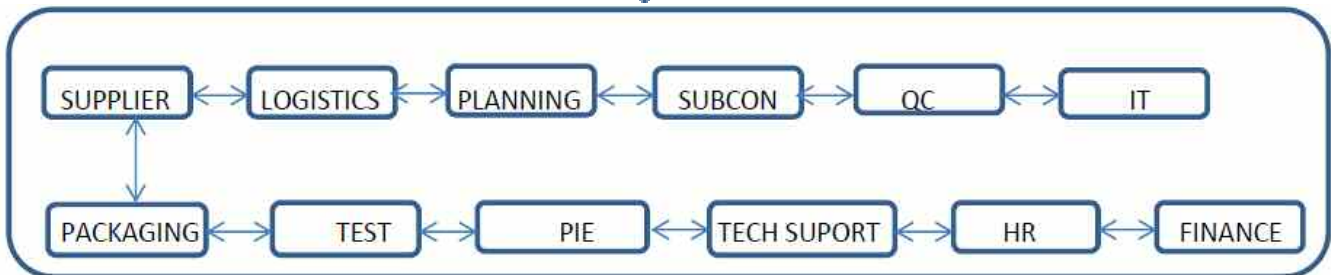 SUPPLIER LOGISTICS PLANNING SUBCON QC IT
PACKAGING TEST PIE TECH SUPORT HR FINANCE